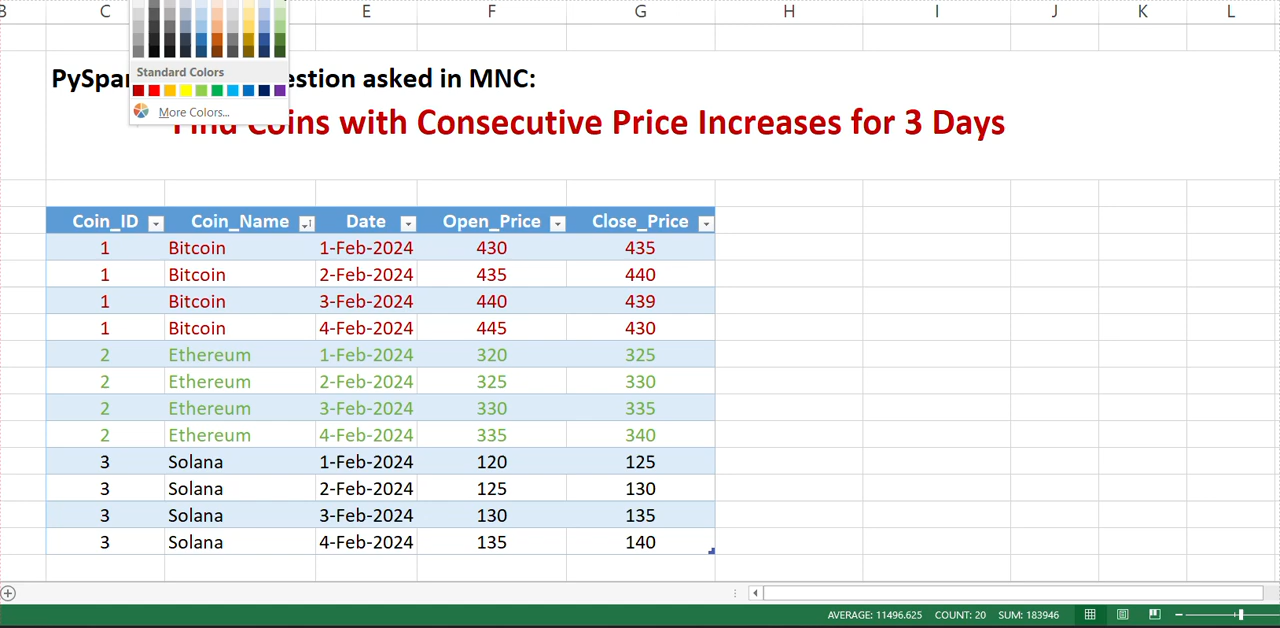 B C E F G H I J K L
PySpar estion asked in MNC:
Standard Colors
More Colors...
Find Coins with Consecutive Price Increases for 3 Days
Coin_ID Coin_Name Date Open_Price Close_Price
1 Bitcoin 1-Feb-2024 430 435
1 Bitcoin 2-Feb-2024 435 440
1 Bitcoin 3-Feb-2024 440 439
1 Bitcoin 4-Feb-2024 445 430
2 Ethereum 1-Feb-2024 320 325
2 Ethereum 2-Feb-2024 325 330
2 Ethereum 3-Feb-2024 330 335
2 Ethereum 4-Feb-2024 335 340
3 Solana 1-Feb-2024 120 125
3 Solana 2-Feb-2024 125 130
3 Solana 3-Feb-2024 130 135
3 Solana 4-Feb-2024 135 140
AVERAGE: 11496.625 COUNT: 20 SUM: 183946